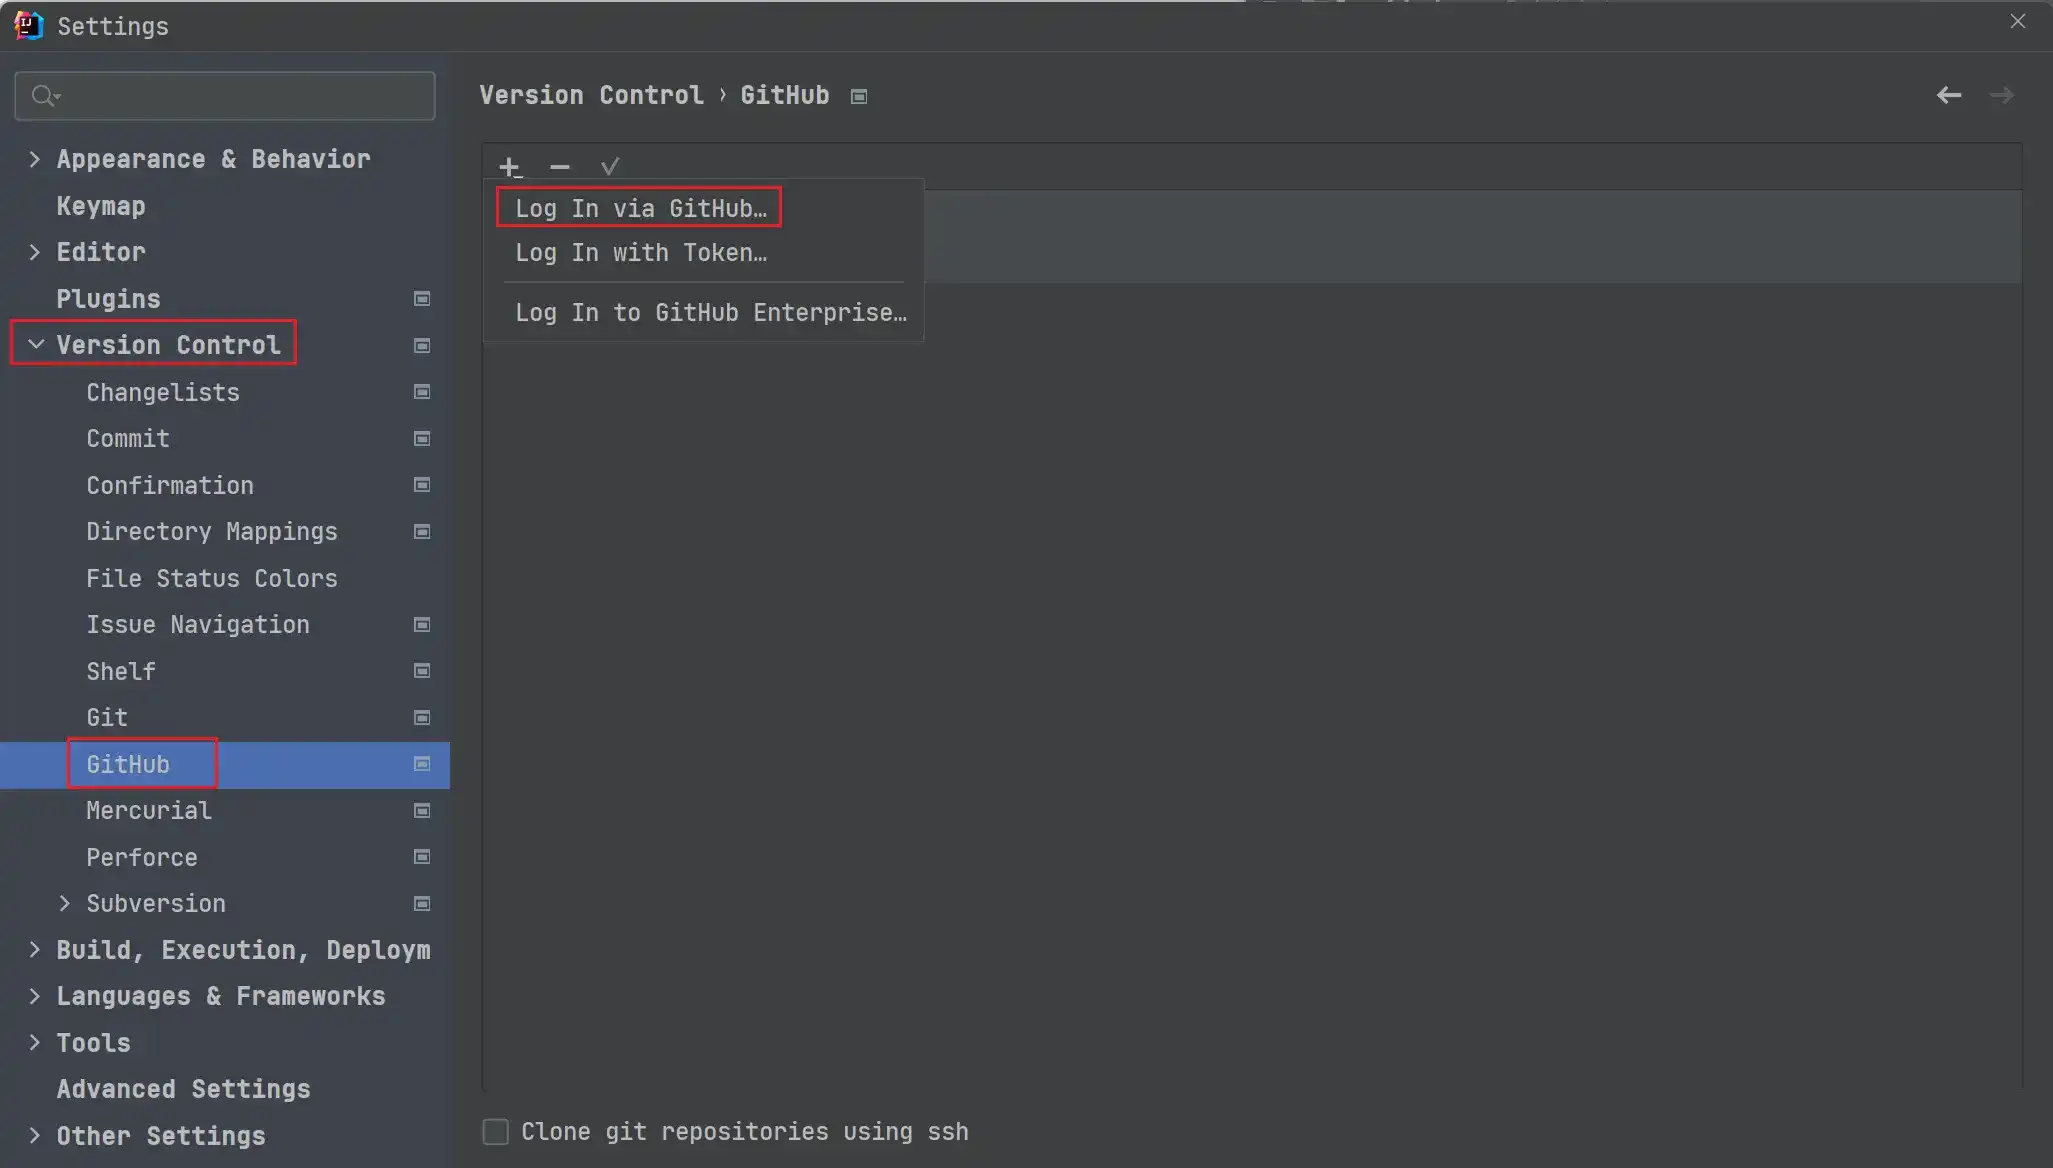 Settings
Version Control › GitHub
Appearance & Behavior
Keymap
Editor
Plugins
Version Control
Changelists
Commit
Confirmation
Directory Mappings
File Status Colors
Issue Navigation
Shelf
Git
GitHub
Mercurial
Perforce
Subversion
Build, Execution, Deploym
Languages & Frameworks
Tools
Advanced Settings
Other Settings
Log In via GitHub…
Log In with Token…
Log In to GitHub Enterprise…
Clone git repositories using ssh